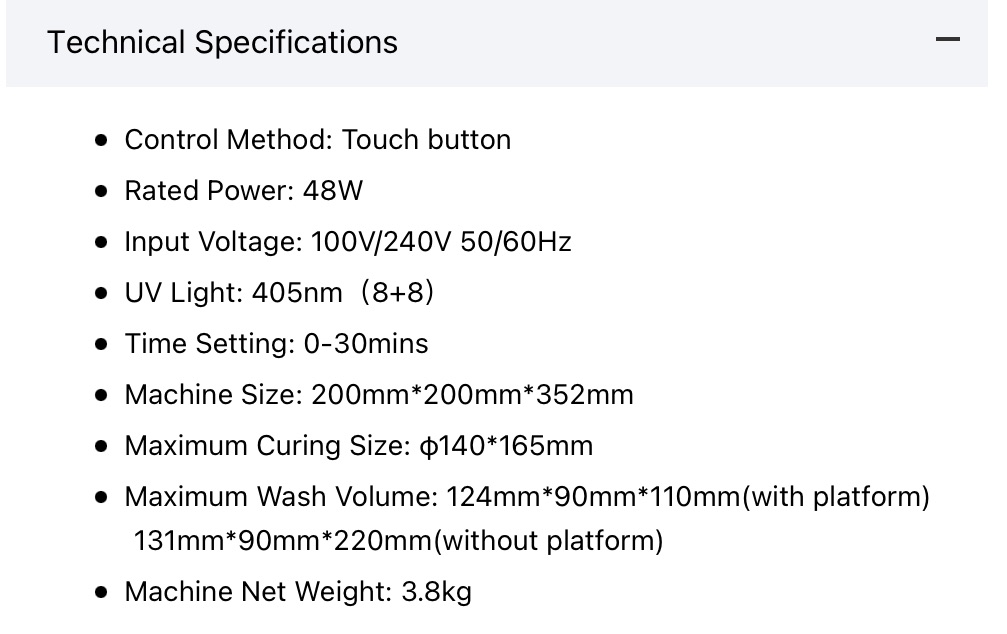 Technical Specifications
Control Method: Touch button
Rated Power: 48W
Input Voltage: 100V/240V 50/60Hz
UV Light: 405nm（8+8）
Time Setting: 0-30mins
Machine Size: 200mm*200mm*352mm
Maximum Curing Size: φ140*165mm
Maximum Wash Volume: 124mm*90mm*110mm(with platform)
131mm*90mm*220mm(without platform)
Machine Net Weight: 3.8kg